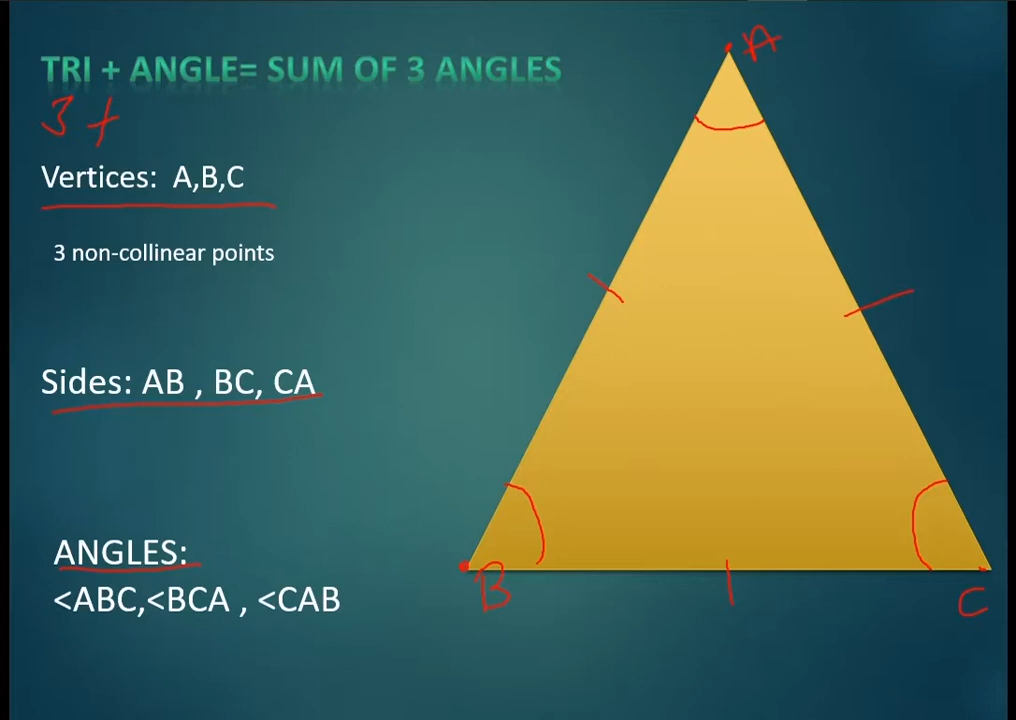 TRI + ANGLE= SUM OF 3 ANGLES
3 +
Vertices: A,B,C
3 non-collinear points
Sides: AB , BC, CA
ANGLES:
<ABC,<BCA , <CAB
A
B
C